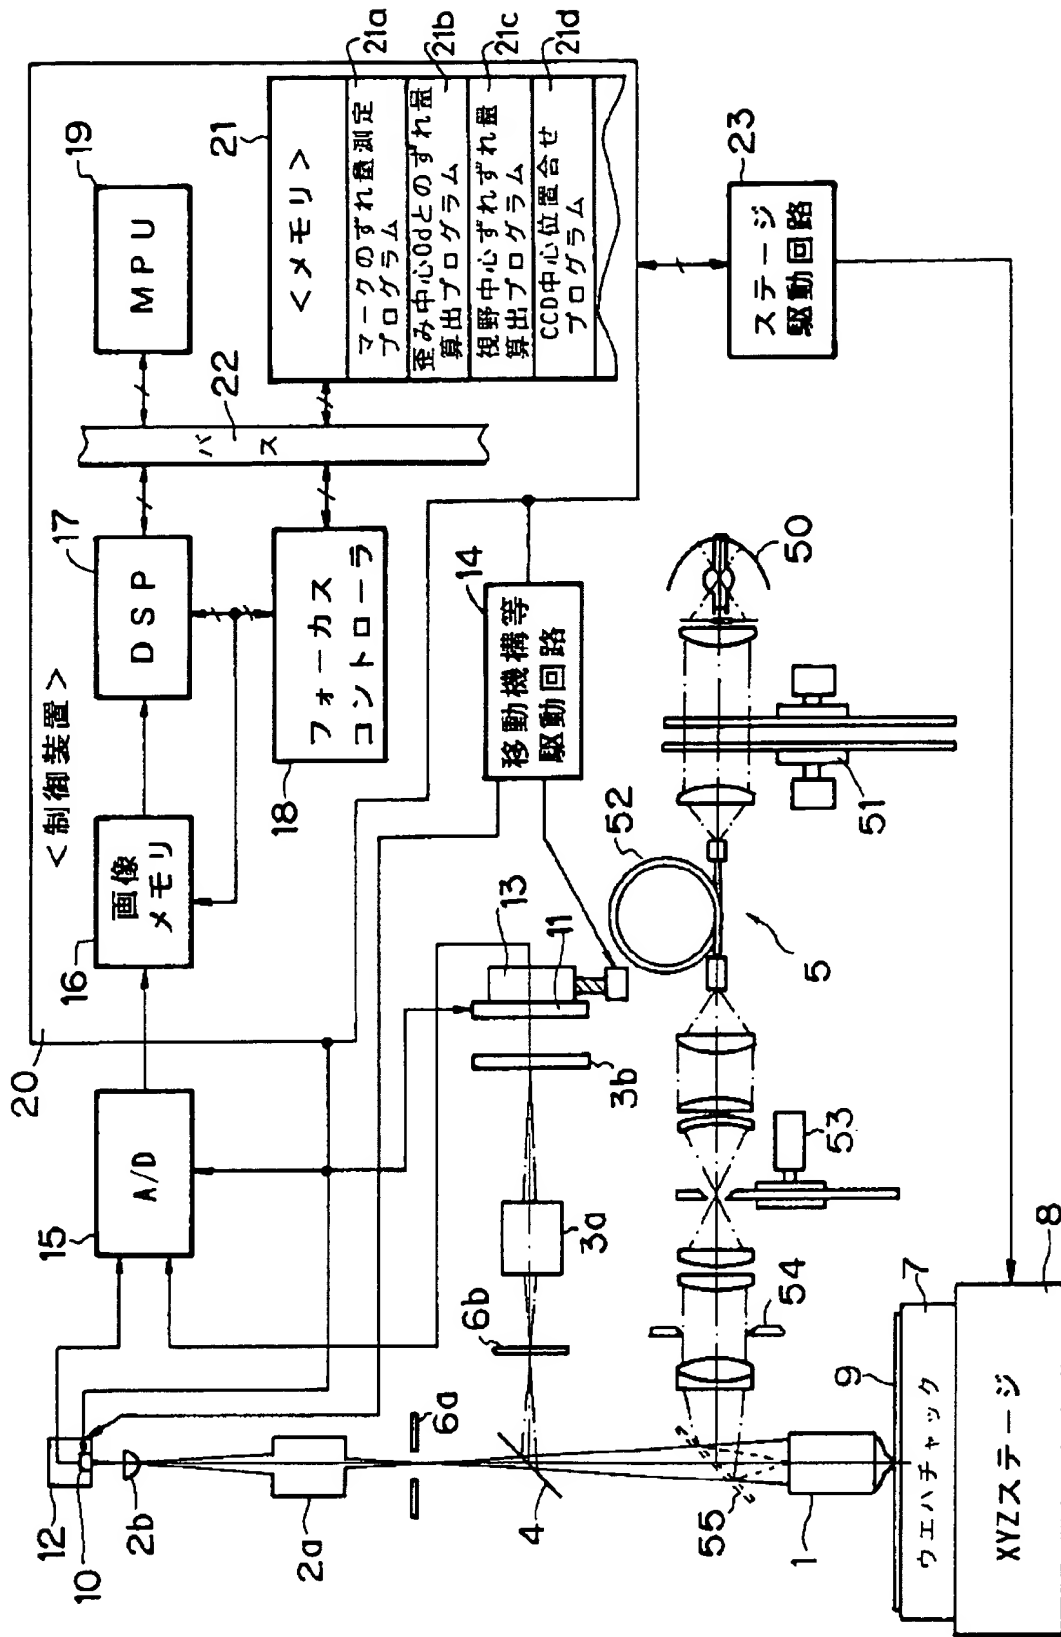 <制御装置>
20
15
A/D
16
画像
メモリ
17
DSP
18
フォーカス
コントローラ
22
バス
19
MPU
21
<メモリ>
マークのずれ量測定
プログラム
21a
歪み中心Odとのずれ量
算出プログラム
21b
視野中心ずれずれ量
算出プログラム
21c
CCD中心位置合せ
プログラム
21d
23
ステージ
駆動回路
14
移動機構等
駆動回路
12
10
2b
2a
6a
6b
3a
3b
13
11
4
52
50
51
5
53
54
55
1
9
7
ウエハチャック
8
XYZステージ